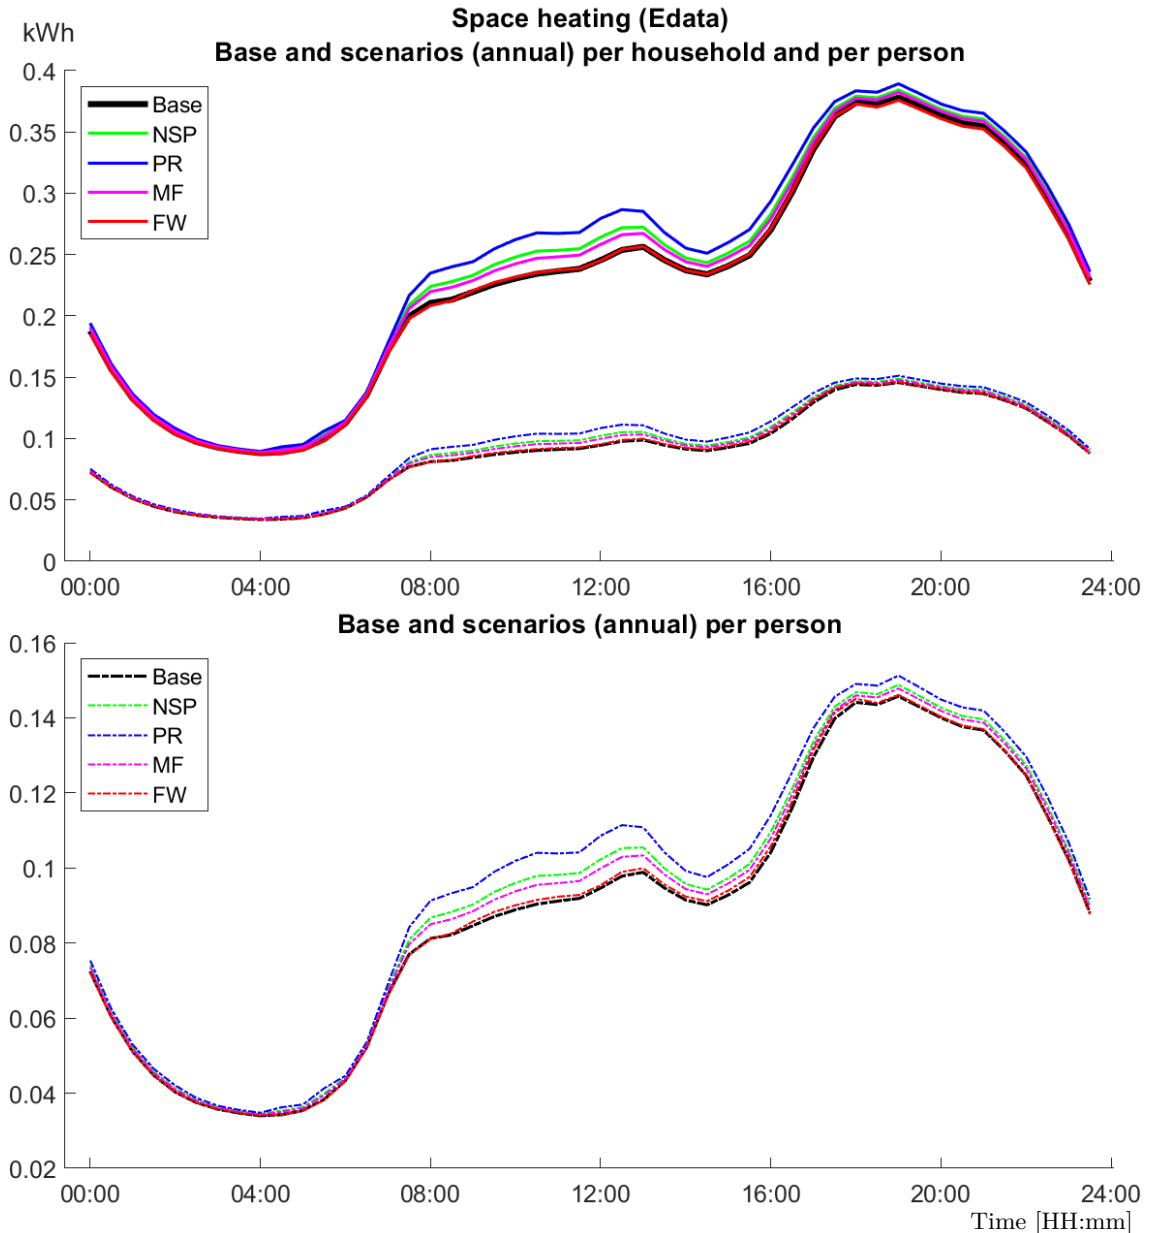 Space heating (Edata)
kWh
Base and scenarios (annual) per household and per person
0.4
0.35
0.3
0.25
0.2
0.15
0.1
0.05
0
Base
NSP
PR
MF
FW
00:00 04:00 08:00 12:00 16:00 20:00 24:00
Base and scenarios (annual) per person
0.16
0.14
0.12
0.1
0.08
0.06
0.04
0.02
Base
NSP
PR
MF
FW
00:00 04:00 08:00 12:00 16:00 20:00 24:00
Time [HH:mm]